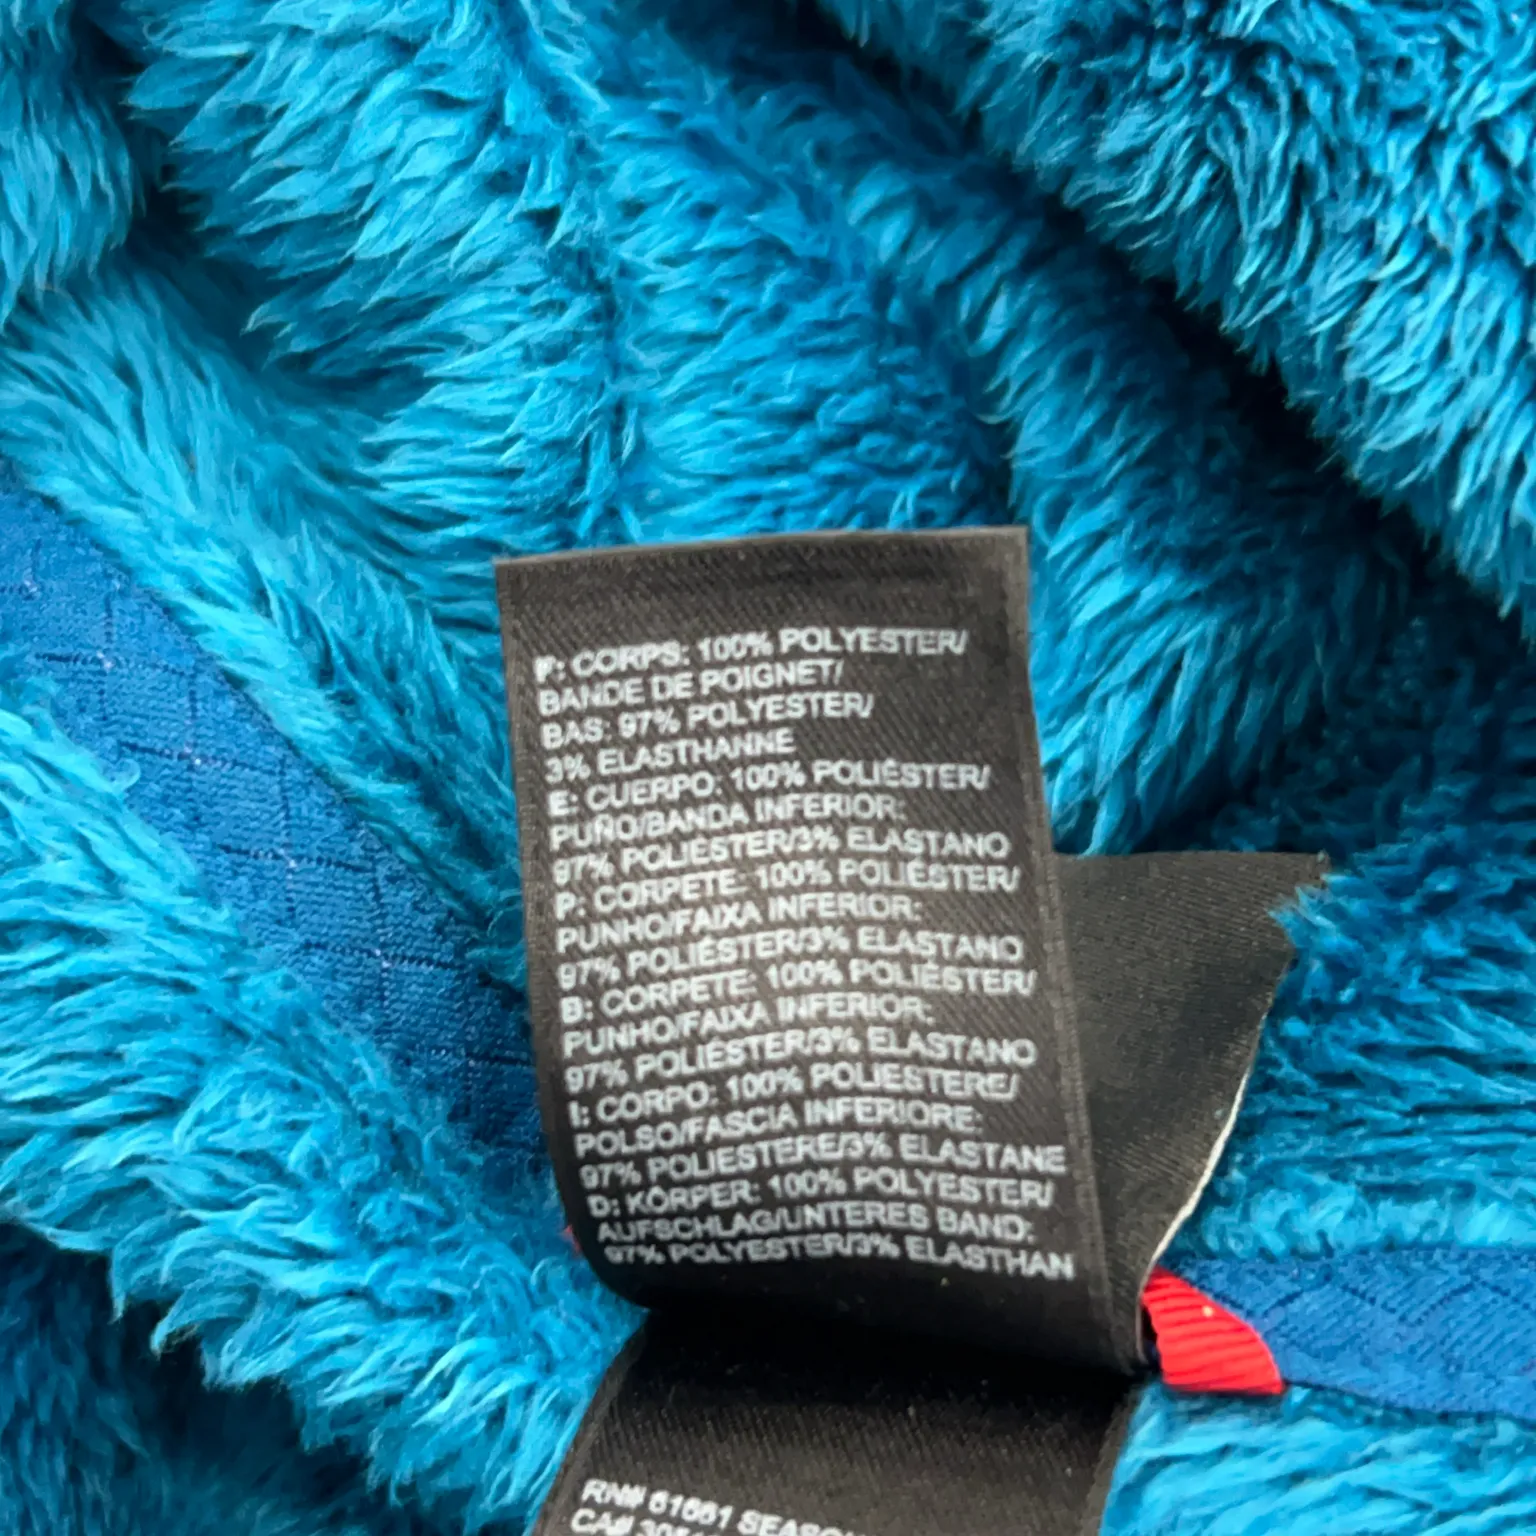 F: CORPS: 100% POLYESTER/
BANDE DE POIGNET/
BAS: 97% POLYESTER/
3% ELASTHANNE
E: CUERPO: 100% POLIÉSTER/
PUÑO/BANDA INFERIOR:
97% POLIÉSTER/3% ELASTANO
P: CORPETE: 100% POLIÉSTER/
PUNHO/FAIXA INFERIOR:
97% POLIÉSTER/3% ELASTANO
B: CORPETE: 100% POLIÉSTER/
PUNHO/FAIXA INFERIOR:
97% POLIÉSTER/3% ELASTANO
I: CORPO: 100% POLIESTERE/
POLSO/FASCIA INFERIORE:
97% POLIESTERE/3% ELASTANE
D: KÖRPER: 100% POLYESTER/
AUFSCHLAG/UNTERES BAND:
97% POLYESTER/3% ELASTHAN
RN# 61661
CA#